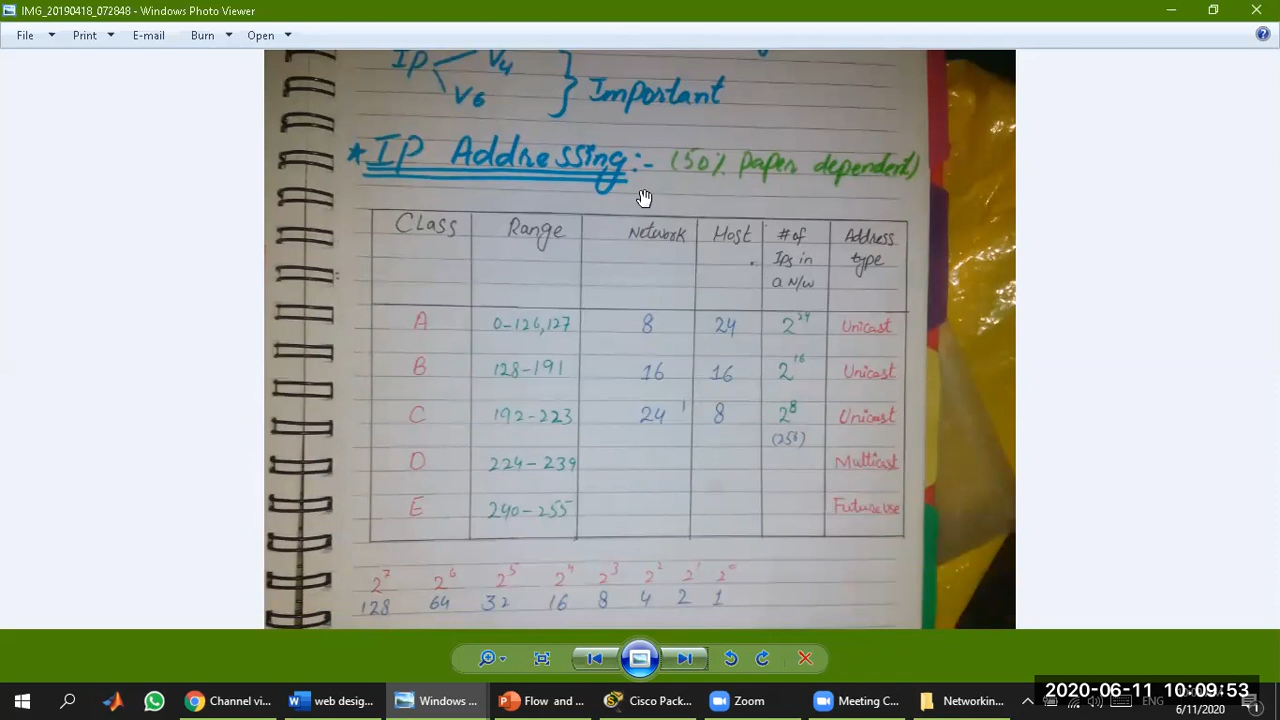 IMG_20190418_072848 - Windows Photo Viewer
File Print E-mail Burn Open
IP V4
V6
} Important
* IP Addressing :- (50% paper dependent)
Class Range Network Host # of IPs in a N/W Address type
A 0-126,127 8 24 2^24 Unicast
B 128-191 16 16 2^16 Unicast
C 192-223 24 8 2^8 (256) Unicast
D 224-239 Multicast
E 240-255 Future use
2^7 2^6 2^5 2^4 2^3 2^2 2^1 2^0
128 64 32 16 8 4 2 1
Channel vi...
web desig...
Windows ...
Flow and ...
Cisco Pack...
Zoom
Meeting C...
Networkin...
ENG
2020-06-11 10:09:53
6/11/2020